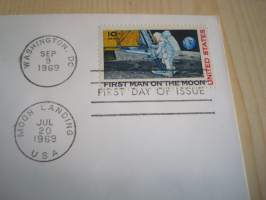 WASHINGTON, DC
SEP
9
1969
10¢
UNITED STATES
FIRST MAN ON THE MOON
FIRST DAY OF ISSUE
MOON LANDING
JUL
20
1969
USA